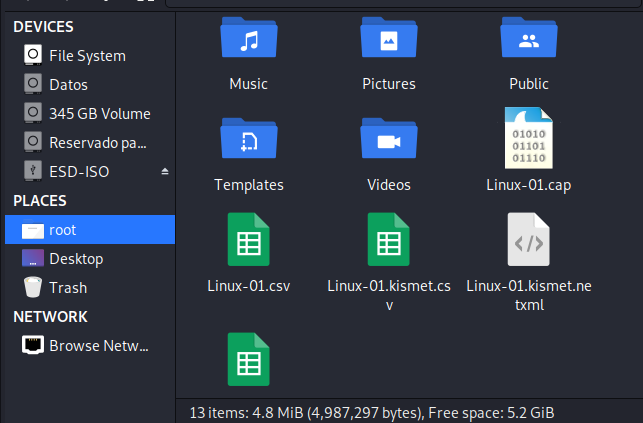 DEVICES
File System
Datos
345 GB Volume
Reservado pa...
ESD-ISO
PLACES
root
Desktop
Trash
NETWORK
Browse Netw...
Music
Pictures
Public
Templates
Videos
01010
01101
01110
Linux-01.cap
Linux-01.csv
Linux-01.kismet.cs
v
Linux-01.kismet.ne
txml
13 items: 4.8 MiB (4,987,297 bytes), Free space: 5.2 GiB